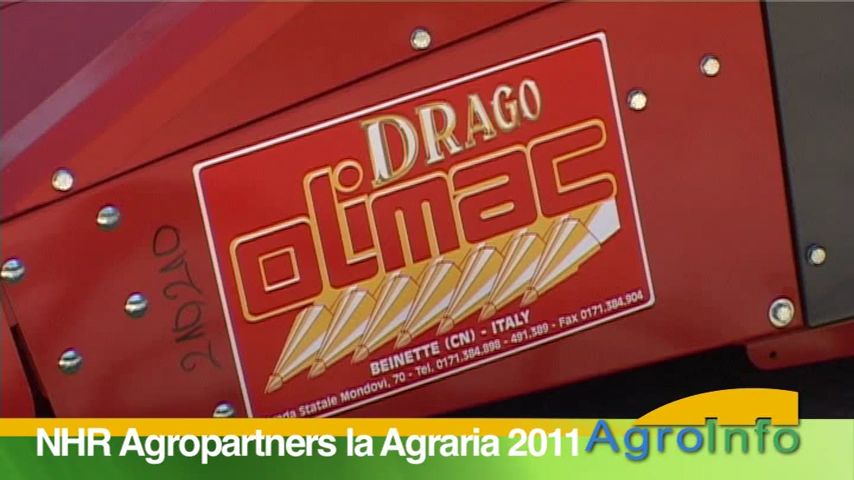 DRAGO
olimac
BEINETTE (CN) - ITALY
Statale Mondovì, 70 - Tel. 0171.384.898 - 491.389 - Fax 0171.384.904
NHR Agropartners la Agraria 2011
AgroInfo